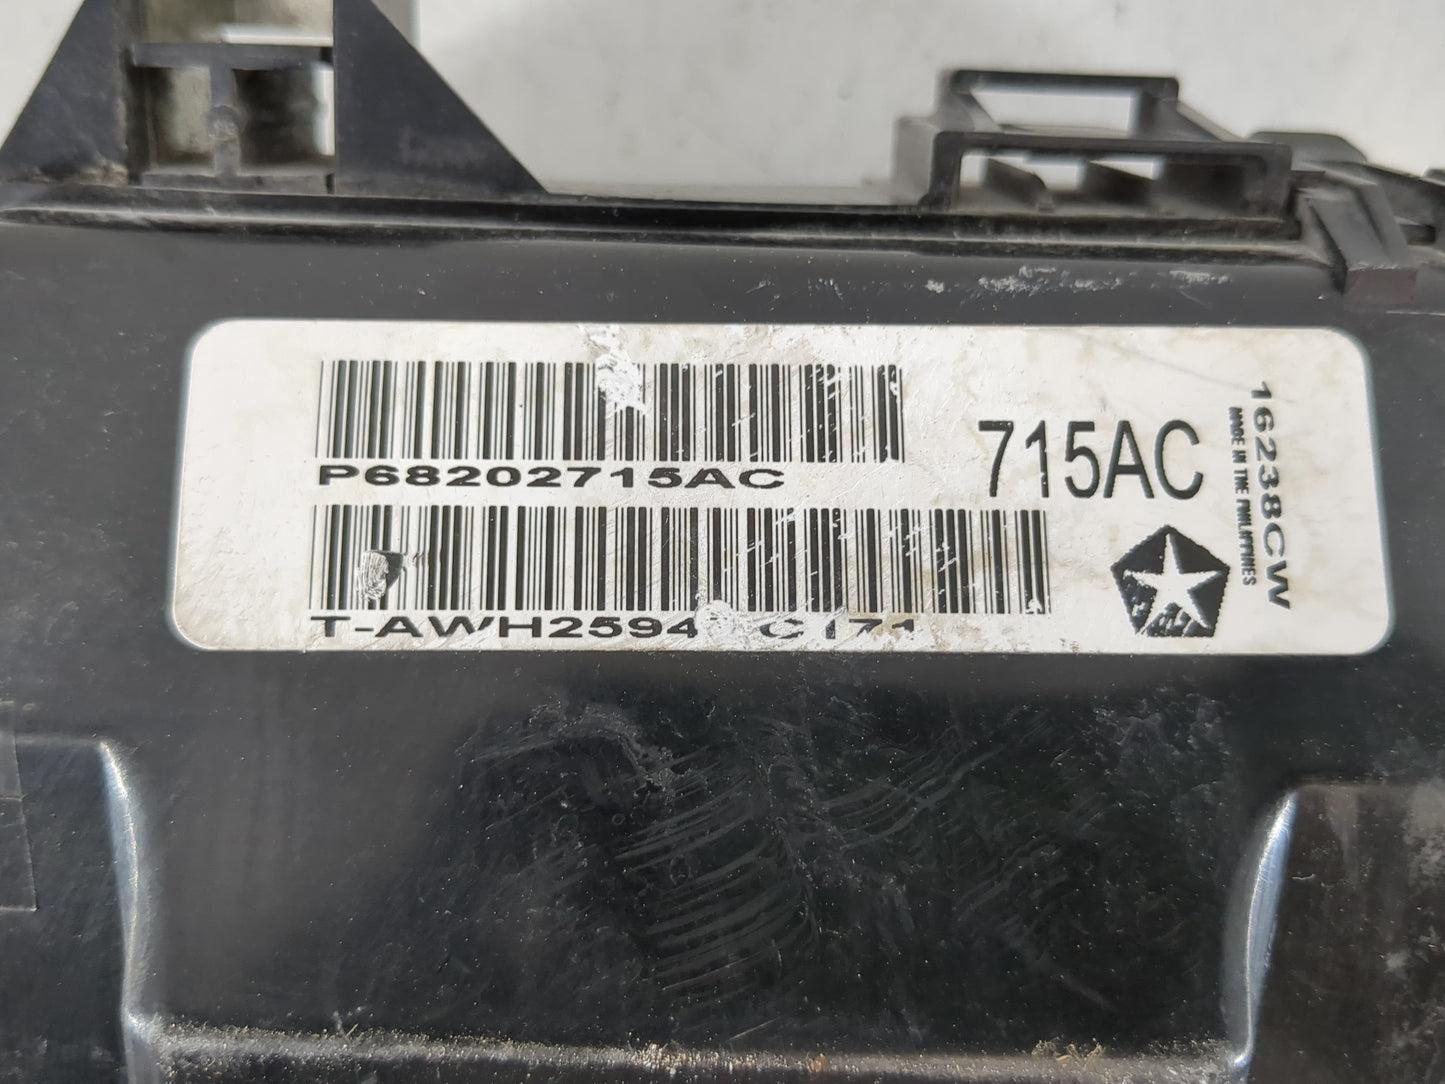 P68202715AC
715AC
16238CW
MADE IN THE PHILIPPINES